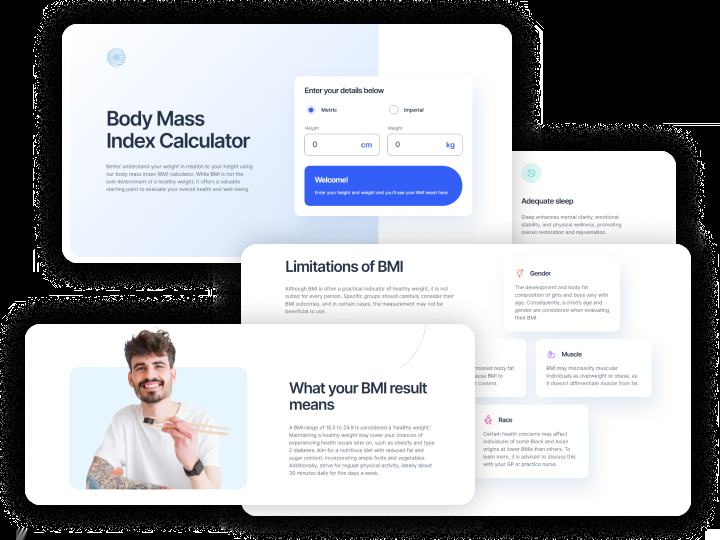 Body Mass
Index Calculator
Better understand your weight in relation to your height using
our body mass index (BMI) calculator. While BMI is not the
sole determinant of a healthy weight, it offers a valuable
starting point to evaluate your overall health and well-being.
Enter your details below
Metric
Imperial
Height
Weight
0 cm
0 kg
Welcome!
Enter your height and weight and you'll see your BMI result here
Adequate sleep
Sleep enhances mental clarity, emotional
stability, and physical wellness, promoting
overall restoration and rejuvenation.
Limitations of BMI
Although BMI is often a practical indicator of healthy weight, it is not
suited for every person. Specific groups should carefully consider their
BMI outcomes, and in certain cases, the measurement may not be
beneficial to use.
Gender
The development and body fat
composition of girls and boys vary with
age. Consequently, a child's age and
gender are considered when evaluating
their BMI.
body fat
BMI to
content.
Muscle
BMI may misclassify muscular
individuals as overweight or obese, as
it doesn't differentiate muscle from fat.
Race
Certain health concerns may affect
individuals of some Black and Asian
origins at lower BMIs than others. To
learn more, it is advised to discuss this
with your GP or practice nurse.
What your BMI result
means
A BMI range of 18.5 to 24.9 is considered a 'healthy weight.'
Maintaining a healthy weight may lower your chances of
experiencing health issues later on, such as obesity and type
2 diabetes. Aim for a nutritious diet with reduced fat and
sugar content, incorporating ample fruits and vegetables.
Additionally, strive for regular physical activity, ideally about
30 minutes daily for five days a week.